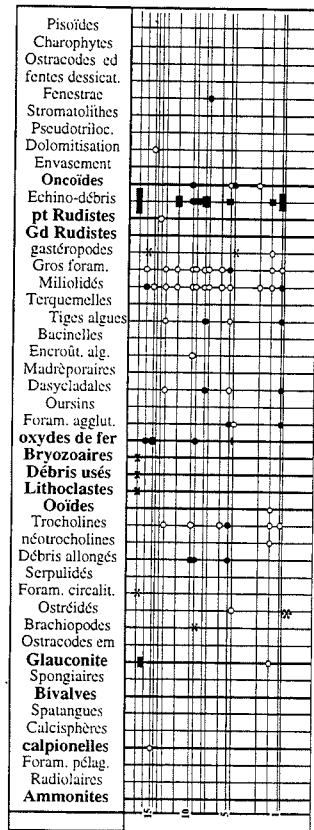 Pisoïdes
Charophytes
Ostracodes ed
fentes dessicat.
Fenestrae
Stromatolithes
Pseudotriloc.
Dolomitisation
Envasement
Oncoïdes
Echino-débris
pt Rudistes
Gd Rudistes
gastéropodes
Gros foram.
Miliolidés
Terquemelles
Tiges algues
Bacinelles
Encroût. alg.
Madréporaires
Dasycladales
Oursins
Foram. agglut.
oxydes de fer
Bryozoaires
Débris usés
Lithoclastes
Ooïdes
Trocholines
néotrocholines
Débris allongés
Serpulidés
Foram. circalit.
Ostréidés
Brachiopodes
Ostracodes em
Glauconite
Spongiaires
Bivalves
Spatangues
Calcisphères
calpionelles
Foram. pélag.
Radiolaires
Ammonites
15 10 5 1